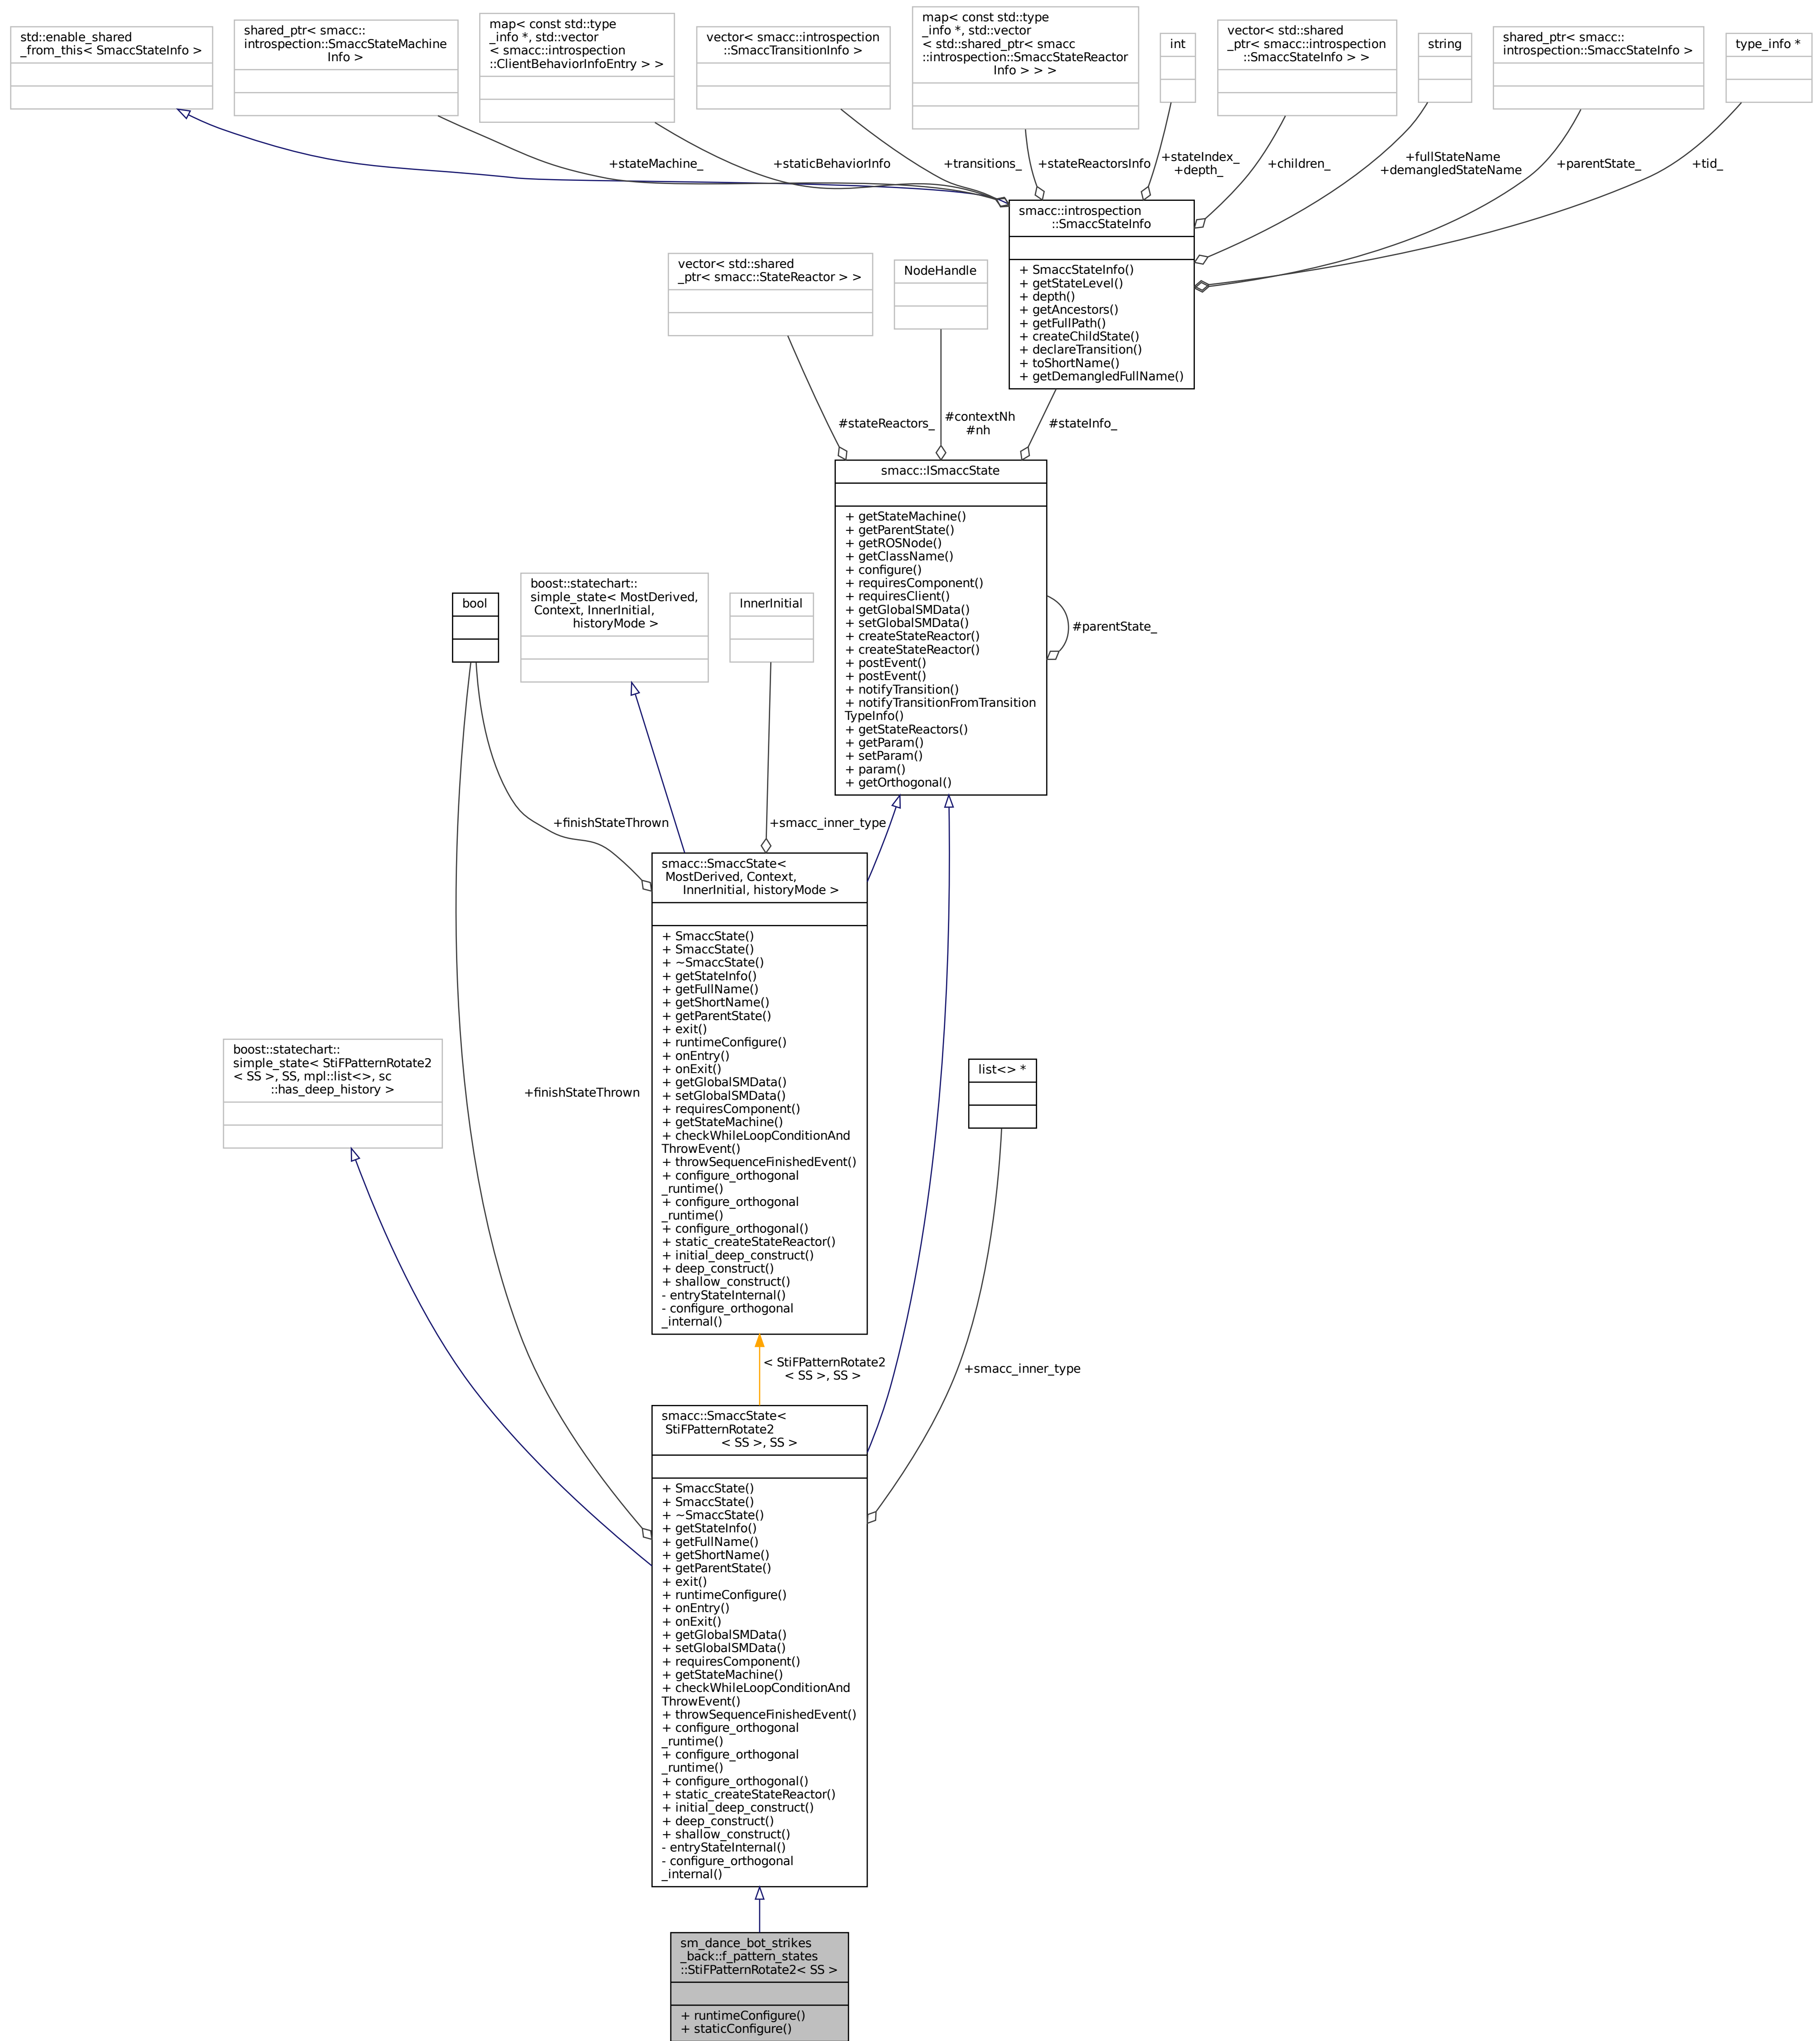 std::enable_shared
_from_this< SmaccStateInfo >
shared_ptr< smacc::
introspection::SmaccStateMachine
Info >
map< const std::type
_info *, std::vector
< smacc::introspection
::ClientBehaviorInfoEntry > >
vector< smacc::introspection
::SmaccTransitionInfo >
map< const std::type
_info *, std::vector
< std::shared_ptr< smacc
::introspection::SmaccStateReactor
Info > > >
int
vector< std::shared
_ptr< smacc::introspection
::SmaccStateInfo > >
string
shared_ptr< smacc::
introspection::SmaccStateInfo >
type_info *
+stateMachine_
+staticBehaviorInfo
+transitions_
+stateReactorsInfo
+stateIndex_
+depth_
+children_
+fullStateName
+demangledStateName
+parentState_
+tid_
smacc::introspection
::SmaccStateInfo
+ SmaccStateInfo()
+ getStateLevel()
+ depth()
+ getAncestors()
+ getFullPath()
+ createChildState()
+ declareTransition()
+ toShortName()
+ getDemangledFullName()
vector< std::shared
_ptr< smacc::StateReactor > >
NodeHandle
#stateReactors_
#contextNh
#nh
#stateInfo_
smacc::ISmaccState
+ getStateMachine()
+ getParentState()
+ getROSNode()
+ getClassName()
+ configure()
+ requiresComponent()
+ requiresClient()
+ getGlobalSMData()
+ setGlobalSMData()
+ createStateReactor()
+ createStateReactor()
+ postEvent()
+ postEvent()
+ notifyTransition()
+ notifyTransitionFromTransition
TypeInfo()
+ getStateReactors()
+ getParam()
+ setParam()
+ param()
+ getOrthogonal()
#parentState_
bool
boost::statechart::
simple_state< MostDerived,
Context, InnerInitial,
historyMode >
InnerInitial
+finishStateThrown
+smacc_inner_type
smacc::SmaccState<
MostDerived, Context,
InnerInitial, historyMode >
+ SmaccState()
+ SmaccState()
+ ~SmaccState()
+ getStateInfo()
+ getFullName()
+ getShortName()
+ getParentState()
+ exit()
+ runtimeConfigure()
+ onEntry()
+ onExit()
+ getGlobalSMData()
+ setGlobalSMData()
+ requiresComponent()
+ getStateMachine()
+ checkWhileLoopConditionAnd
ThrowEvent()
+ throwSequenceFinishedEvent()
+ configure_orthogonal
_runtime()
+ configure_orthogonal
_runtime()
+ configure_orthogonal()
+ static_createStateReactor()
+ initial_deep_construct()
+ deep_construct()
+ shallow_construct()
- entryStateInternal()
- configure_orthogonal
_internal()
boost::statechart::
simple_state< StiFPatternRotate2
< SS >, SS, mpl::list<>, sc
::has_deep_history >
+finishStateThrown
list<> *
< StiFPatternRotate2
< SS >, SS >
+smacc_inner_type
smacc::SmaccState<
StiFPatternRotate2
< SS >, SS >
+ SmaccState()
+ SmaccState()
+ ~SmaccState()
+ getStateInfo()
+ getFullName()
+ getShortName()
+ getParentState()
+ exit()
+ runtimeConfigure()
+ onEntry()
+ onExit()
+ getGlobalSMData()
+ setGlobalSMData()
+ requiresComponent()
+ getStateMachine()
+ checkWhileLoopConditionAnd
ThrowEvent()
+ throwSequenceFinishedEvent()
+ configure_orthogonal
_runtime()
+ configure_orthogonal
_runtime()
+ configure_orthogonal()
+ static_createStateReactor()
+ initial_deep_construct()
+ deep_construct()
+ shallow_construct()
- entryStateInternal()
- configure_orthogonal
_internal()
sm_dance_bot_strikes
_back::f_pattern_states
::StiFPatternRotate2< SS >
+ runtimeConfigure()
+ staticConfigure()